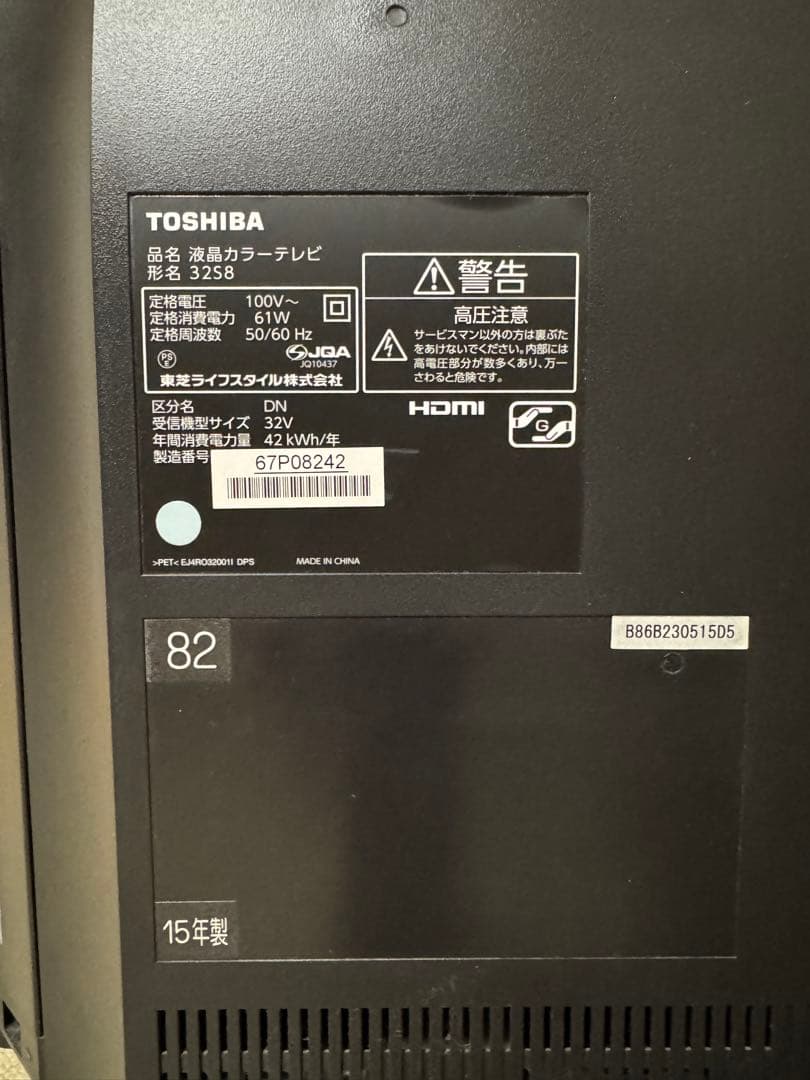 TOSHIBA
品名 液晶カラーテレビ
形名 32S8
定格電圧 100V～
定格消費電力 61W
定格周波数 50/60 Hz
PS
E
JQA
JQ10437
東芝ライフスタイル株式会社
警告
高圧注意
サービスマン以外の方は裏ぶた
をあけないでください。内部には
高電圧部分が数多くあり、万一
さわると危険です。
区分名 DN
受信機型サイズ 32V
年間消費電力量 42 kWh/年
製造番号
67P08242
HDMI
G
>PET< EJ4RO32001I DPS
MADE IN CHINA
82
B86B230515D5
15年製